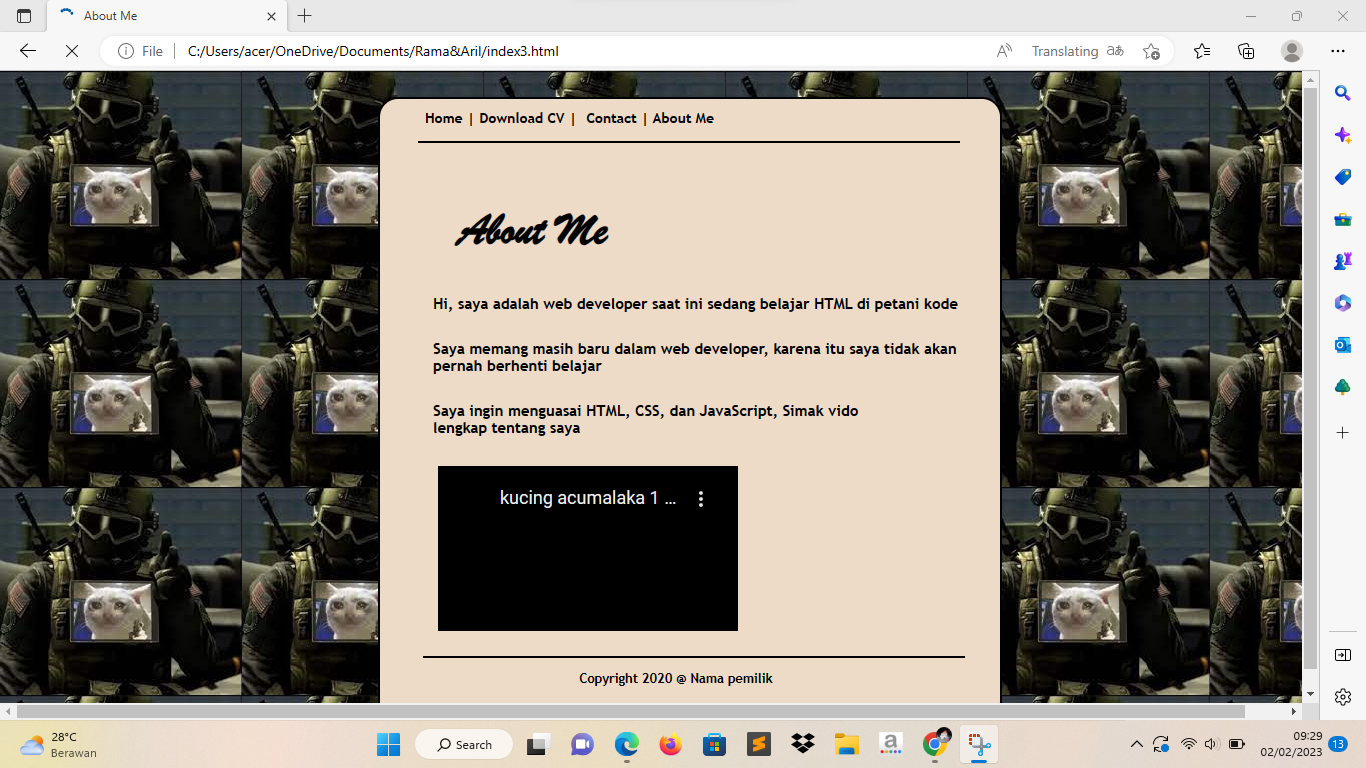 About Me
File
C:/Users/acer/OneDrive/Documents/Rama&Aril/index3.html
Translating
Home | Download CV | Contact | About Me
About Me
Hi, saya adalah web developer saat ini sedang belajar HTML di petani kode
Saya memang masih baru dalam web developer, karena itu saya tidak akan
pernah berhenti belajar
Saya ingin menguasai HTML, CSS, dan JavaScript, Simak vido
lengkap tentang saya
kucing acumalaka 1 ...
Copyright 2020 @ Nama pemilik
28°C
Berawan
Search
09:29
02/02/2023
13